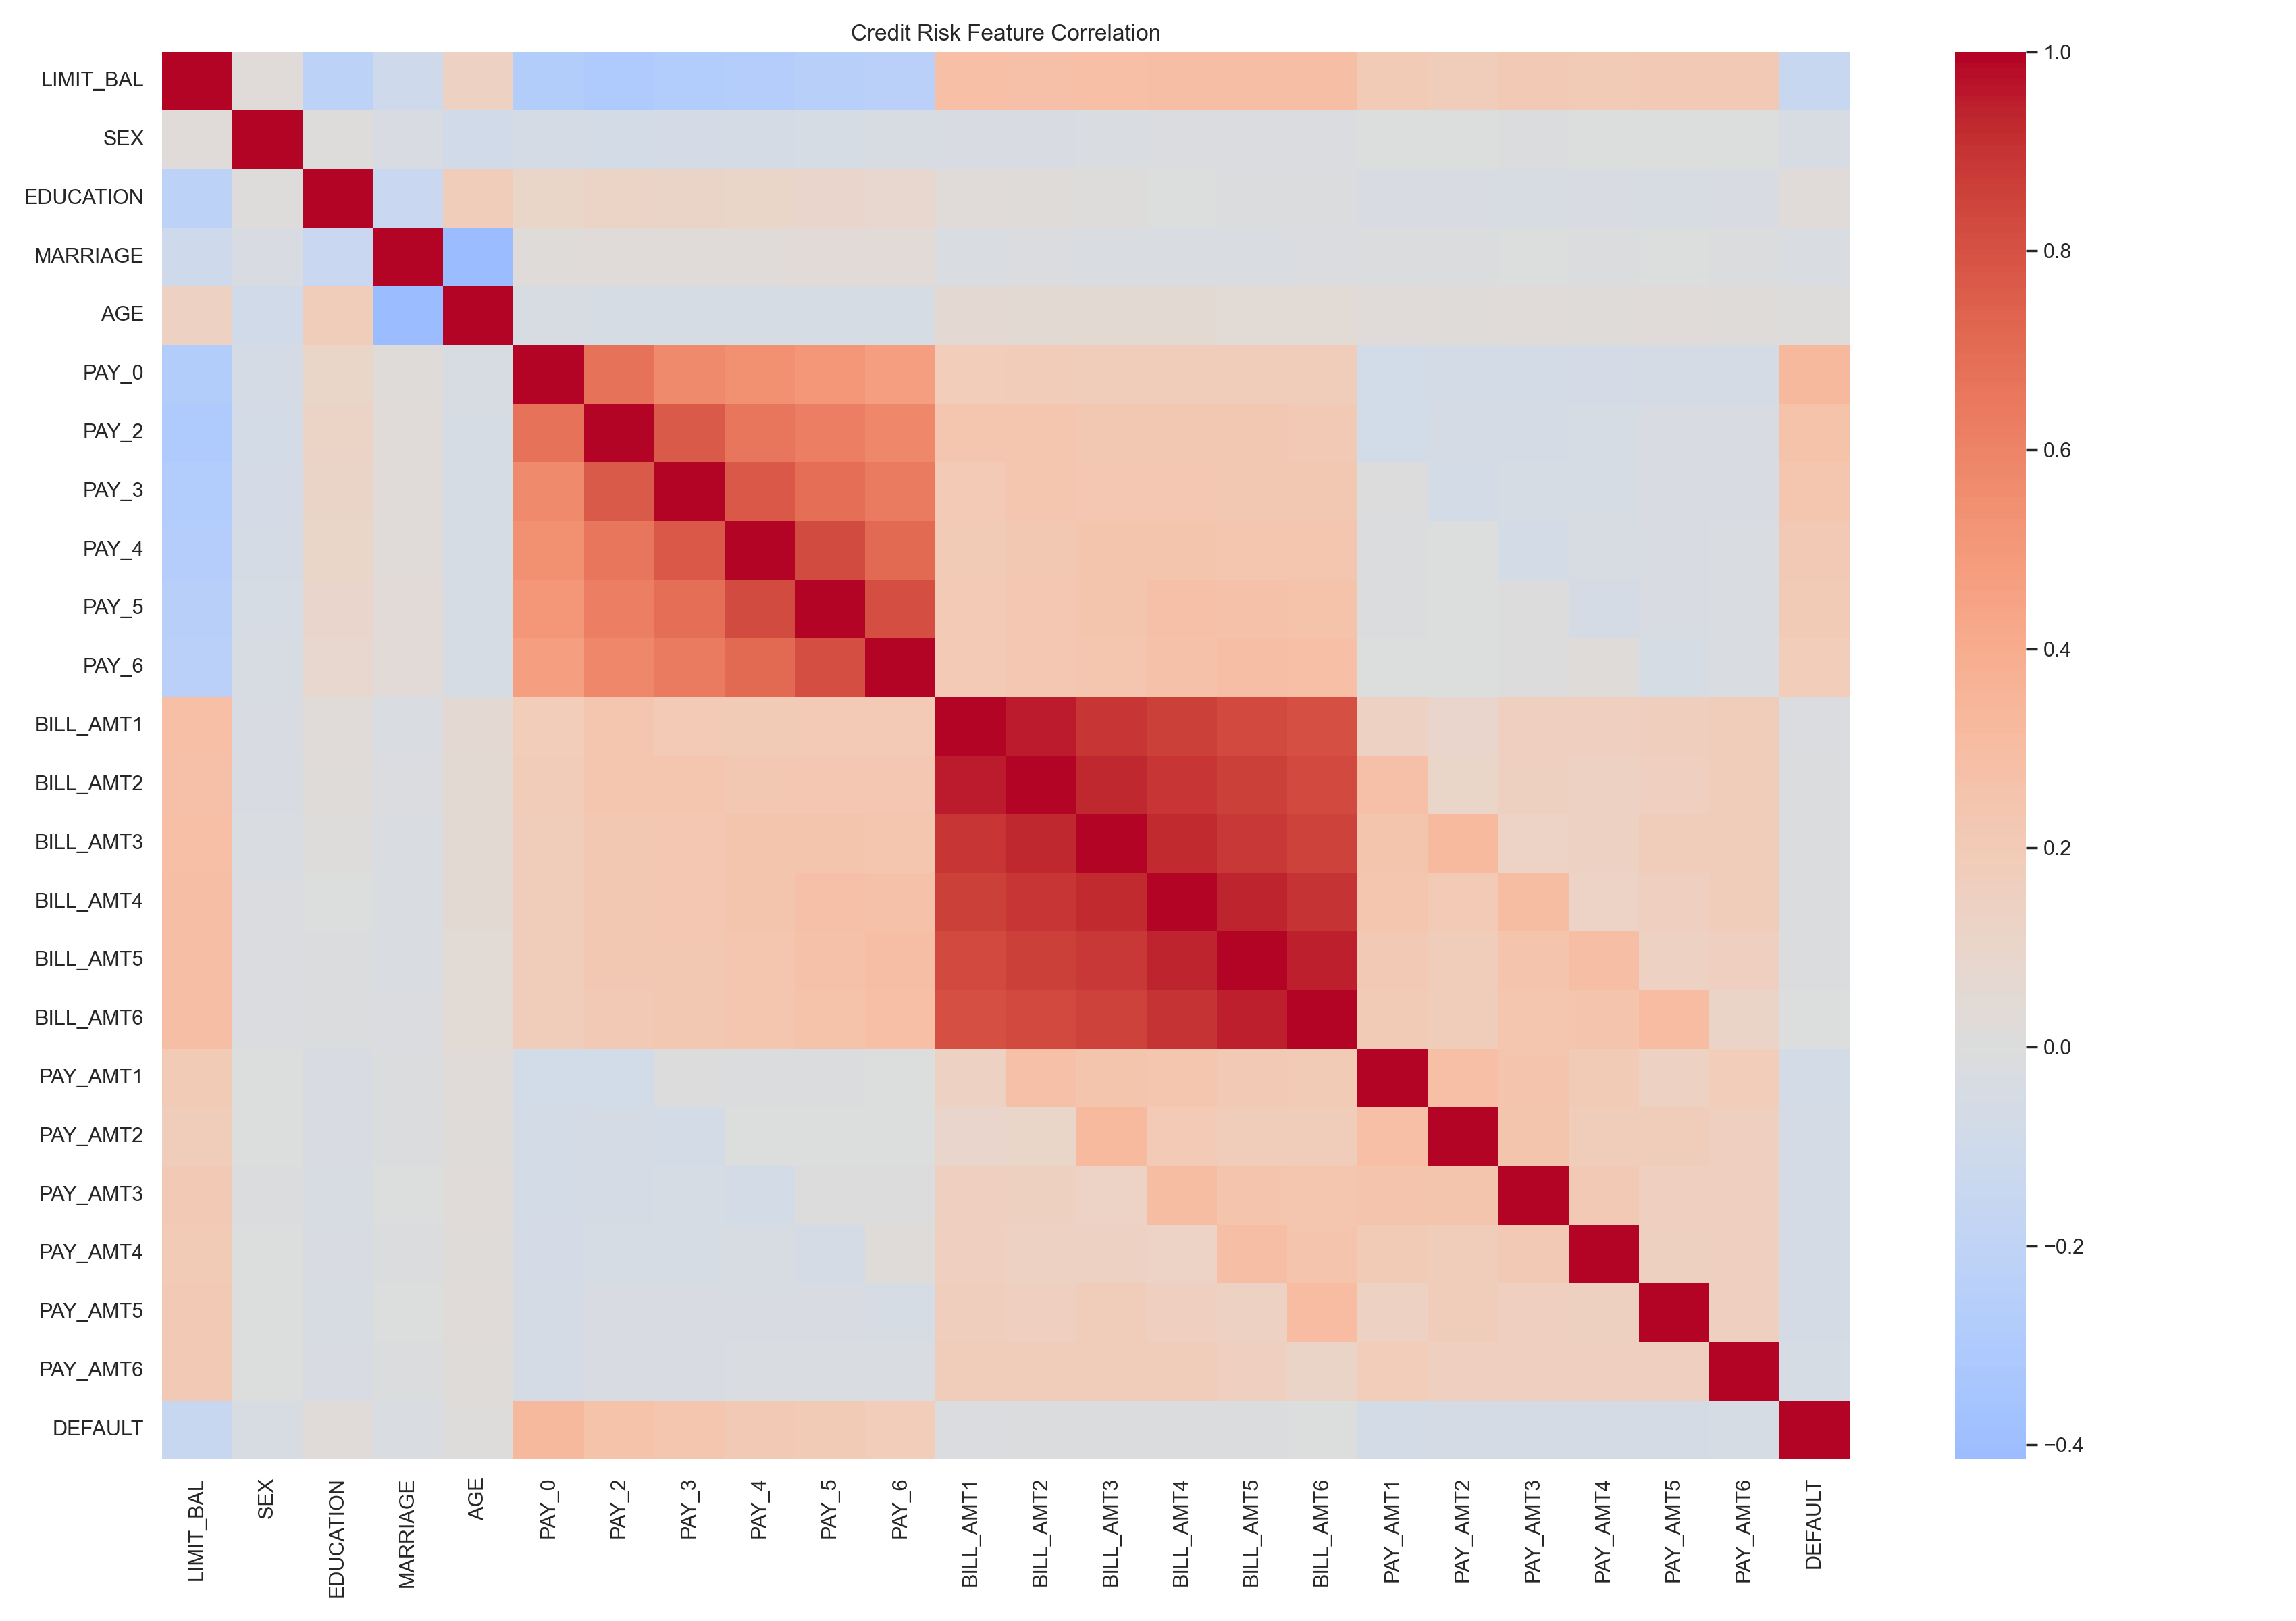 Credit Risk Feature Correlation
LIMIT_BAL
SEX
EDUCATION
MARRIAGE
AGE
PAY_0
PAY_2
PAY_3
PAY_4
PAY_5
PAY_6
BILL_AMT1
BILL_AMT2
BILL_AMT3
BILL_AMT4
BILL_AMT5
BILL_AMT6
PAY_AMT1
PAY_AMT2
PAY_AMT3
PAY_AMT4
PAY_AMT5
PAY_AMT6
DEFAULT
LIMIT_BAL
SEX
EDUCATION
MARRIAGE
AGE
PAY_0
PAY_2
PAY_3
PAY_4
PAY_5
PAY_6
BILL_AMT1
BILL_AMT2
BILL_AMT3
BILL_AMT4
BILL_AMT5
BILL_AMT6
PAY_AMT1
PAY_AMT2
PAY_AMT3
PAY_AMT4
PAY_AMT5
PAY_AMT6
DEFAULT
1.0
0.8
0.6
0.4
0.2
0.0
−0.2
−0.4